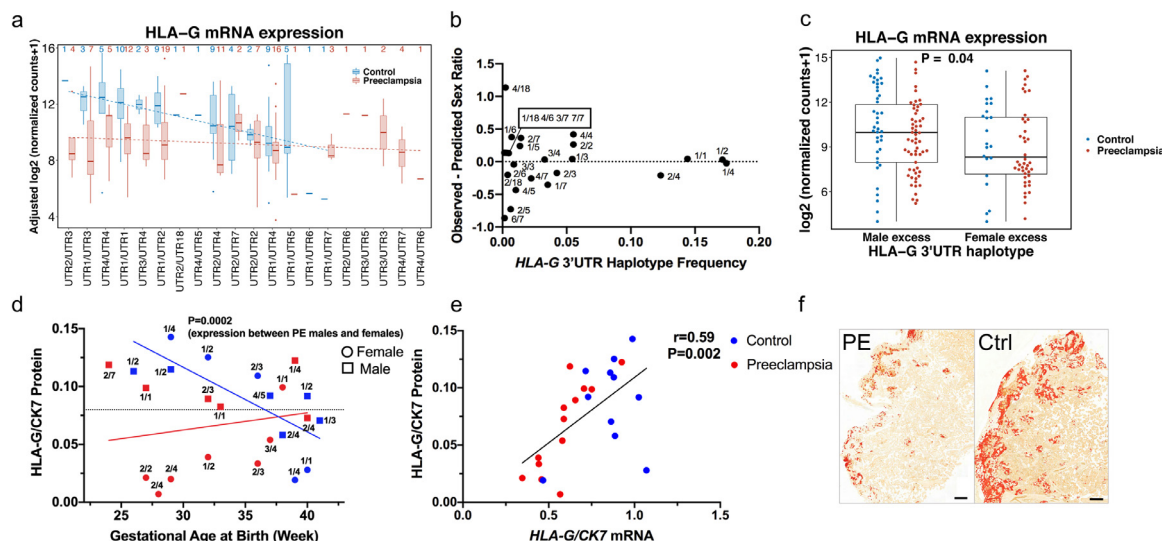 a
HLA–G mRNA expression
Adjusted log2 (normalized counts+1)
12
8
4
Control
Preeclampsia
UTR2/UTR3
UTR1/UTR3
UTR4/UTR4
UTR1/UTR1
UTR3/UTR4
UTR1/UTR2
UTR2/UTR18
UTR4/UTR5
UTR2/UTR4
UTR2/UTR7
UTR2/UTR2
UTR1/UTR4
UTR1/UTR5
UTR1/UTR6
UTR1/UTR7
UTR2/UTR5
UTR3/UTR5
UTR3/UTR3
UTR4/UTR7
UTR4/UTR6
b
Observed - Predicted Sex Ratio
1.5
1.0
0.5
0.0
-0.5
-1.0
4/18
1/18 4/6 3/7 7/7
1/6
2/7
1/5
4/4
2/2
3/4
1/3
1/1
1/2
1/4
3/3
2/6
2/18
4/7
2/3
2/4
4/5
1/7
2/5
6/7
0.00
0.05
0.10
0.15
0.20
HLA-G 3'UTR Haplotype Frequency
c
HLA–G mRNA expression
P = 0.04
log2 (normalized counts+1)
15
12
9
6
Control
Preeclampsia
Male excess
Female excess
HLA–G 3'UTR haplotype
d
P=0.0002
(expression between PE males and females)
Female
Male
HLA-G/CK7 Protein
0.15
0.10
0.05
0.00
1/4
1/2
1/2
1/2
2/7
1/1
2/3
1/1
2/3
1/4
1/1
1/2
4/5
1/3
2/4
2/4
3/4
1/2
2/3
2/2
2/4
2/4
1/4
1/1
25
30
35
40
Gestational Age at Birth (Week)
e
r=0.59
P=0.002
Control
Preeclampsia
HLA-G/CK7 Protein
0.15
0.10
0.05
0.00
0.0
0.5
1.0
1.5
HLA-G/CK7 mRNA
f
PE
Ctrl